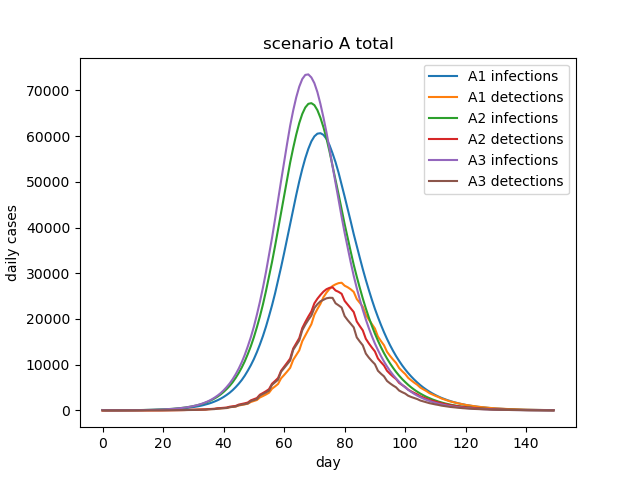 scenario A total
70000
60000
50000
40000
30000
20000
10000
0
daily cases
A1 infections
A1 detections
A2 infections
A2 detections
A3 infections
A3 detections
0 20 40 60 80 100 120 140
day